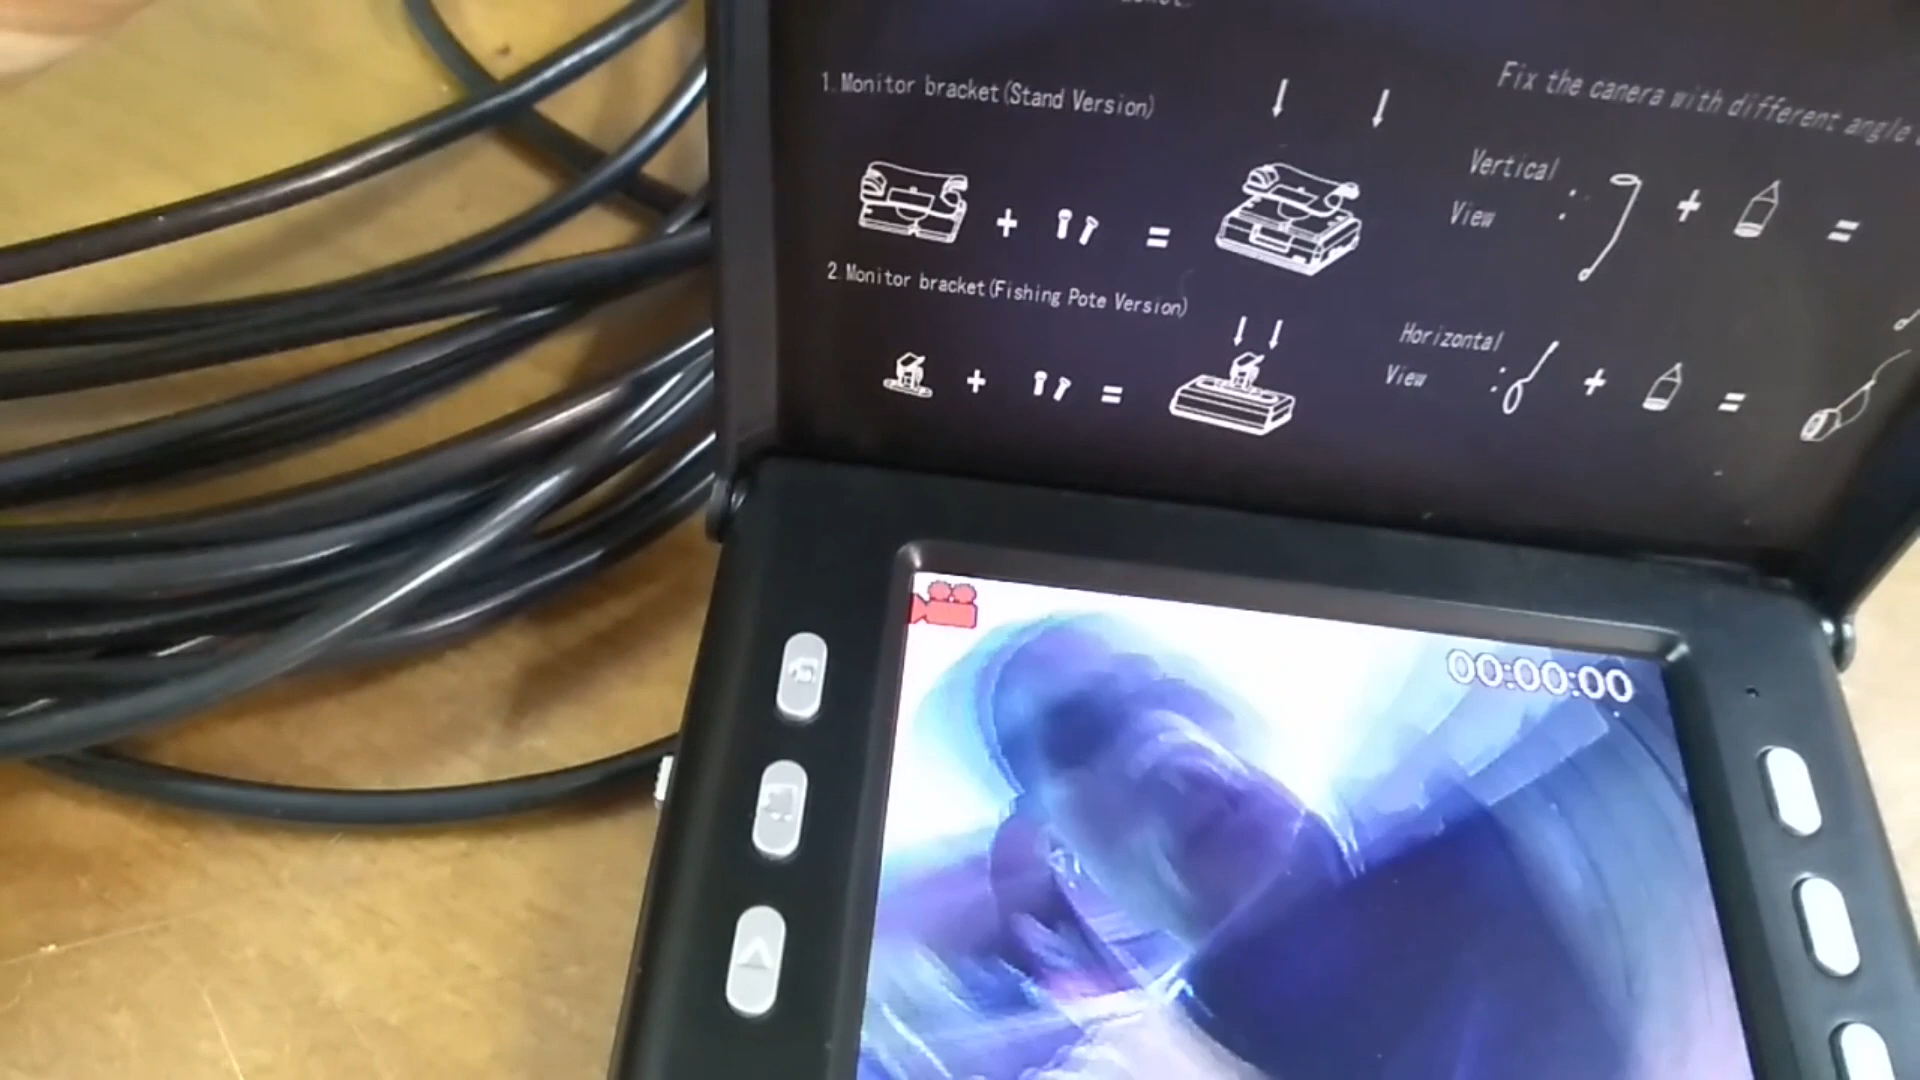 1.Monitor bracket(Stand Version)
+ =
2.Monitor bracket(Fishing Pote Version)
+ =
Fix the canera with different angle
Vertical
View : + =
Horizontal
View : + =
00:00:00